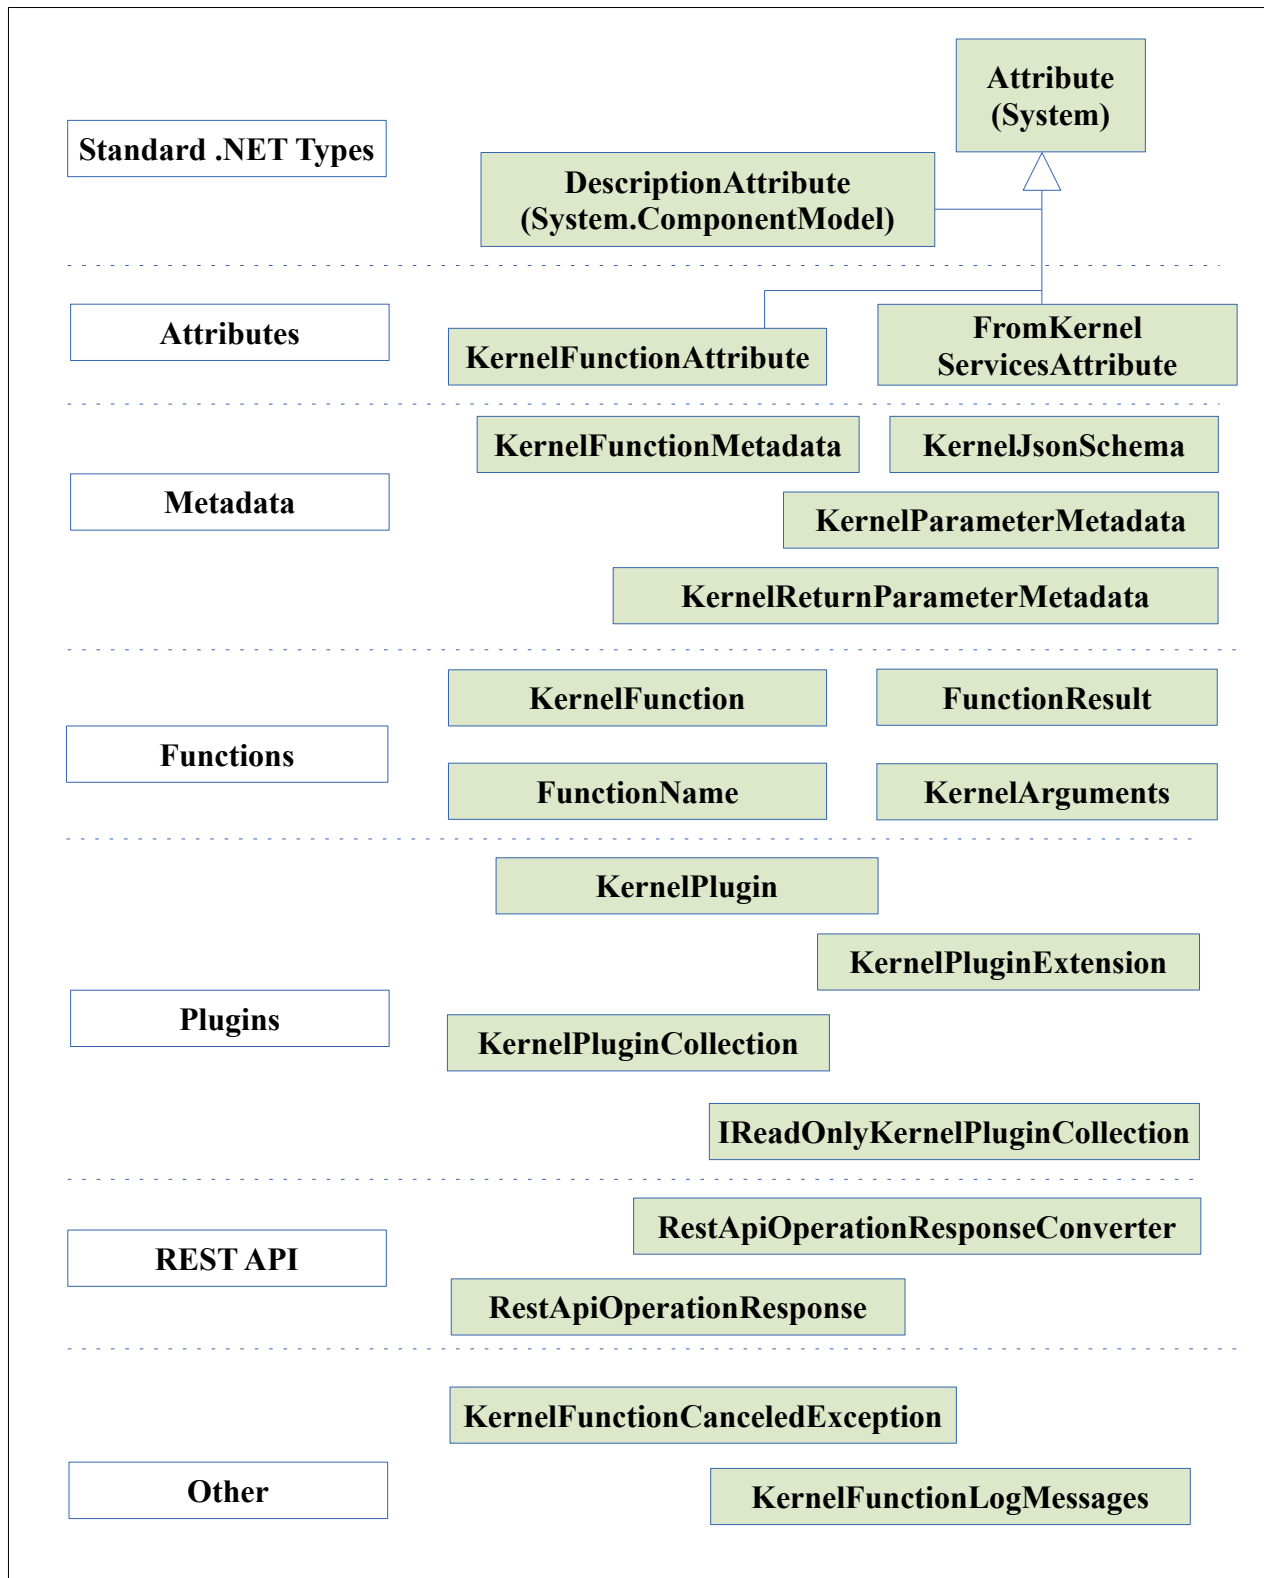 Attribute
(System)
Standard .NET Types
DescriptionAttribute
(System.ComponentModel)
Attributes
KernelFunctionAttribute
FromKernel
ServicesAttribute
KernelFunctionMetadata
KernelJsonSchema
Metadata
KernelParameterMetadata
KernelReturnParameterMetadata
KernelFunction
FunctionResult
Functions
FunctionName
KernelArguments
KernelPlugin
KernelPluginExtension
Plugins
KernelPluginCollection
IReadOnlyKernelPluginCollection
RestApiOperationResponseConverter
REST API
RestApiOperationResponse
KernelFunctionCanceledException
Other
KernelFunctionLogMessages